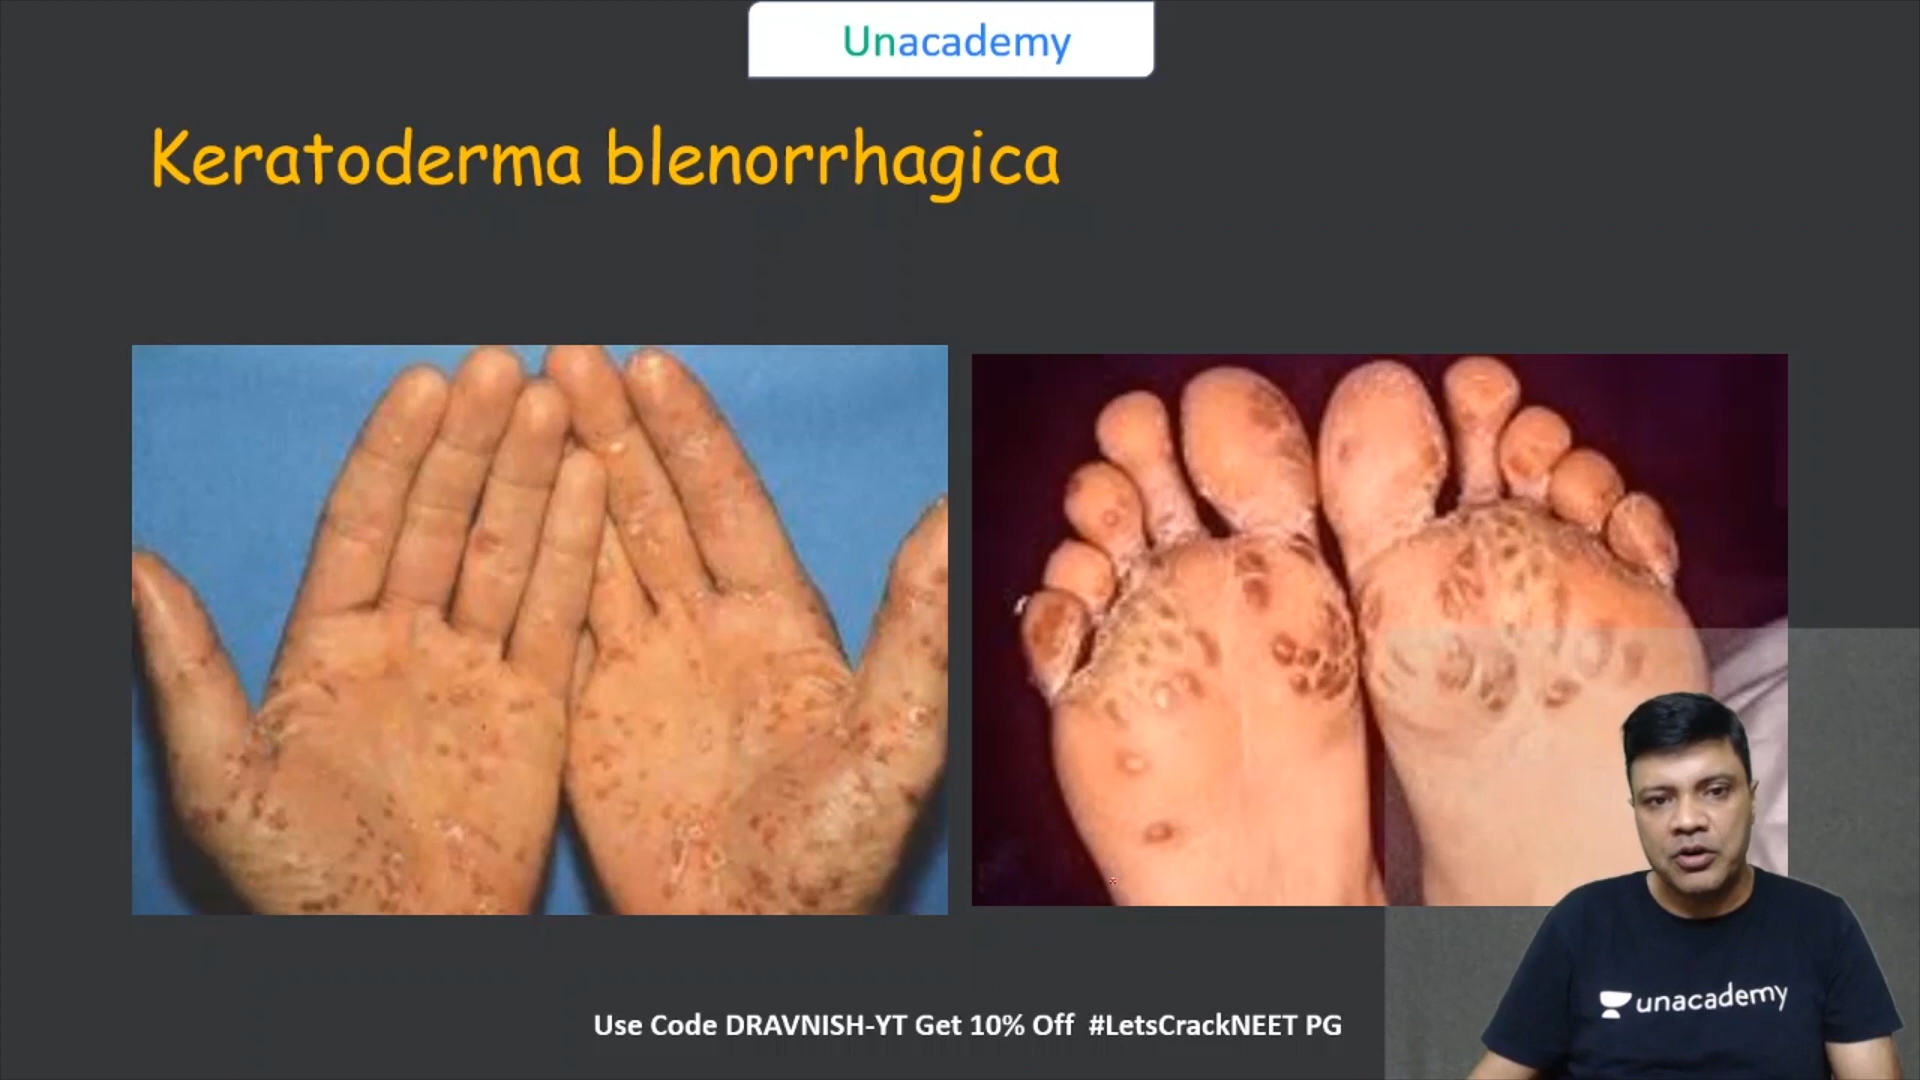 Unacademy
Keratoderma blenorrhagica
unacademy
Use Code DRAVNISH-YT Get 10% Off #LetsCrackNEET PG